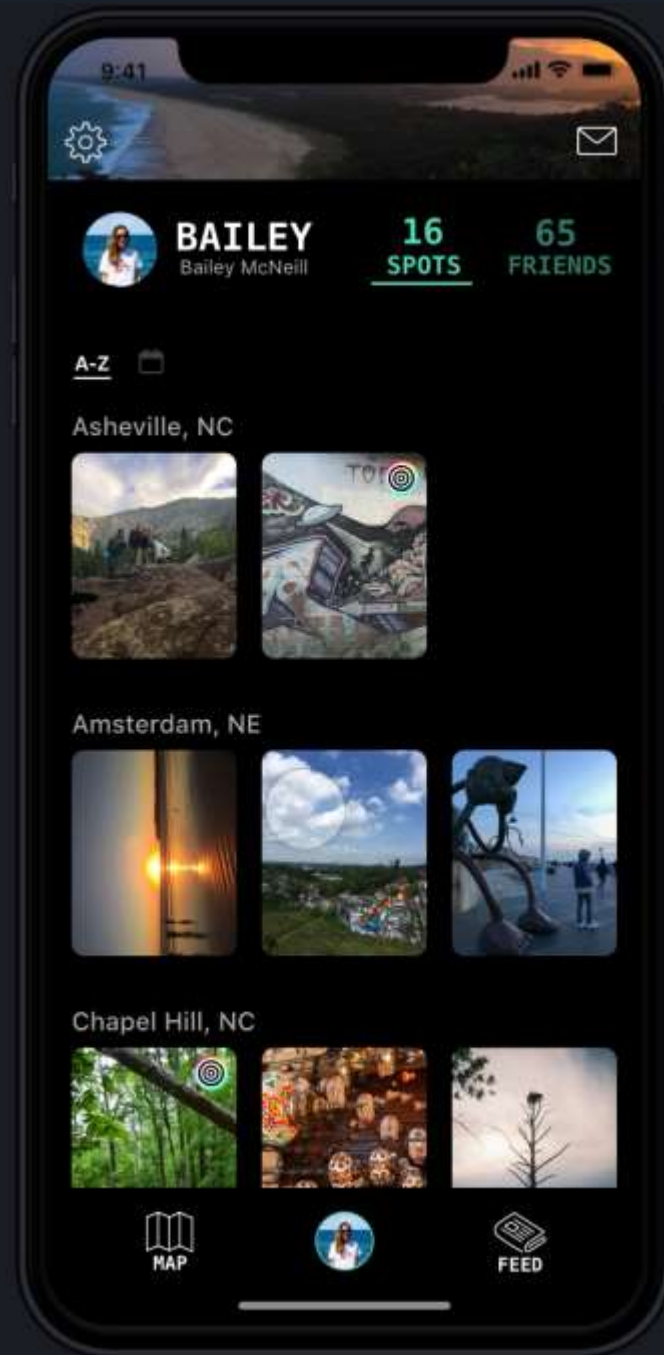 9:41
BAILEY
Bailey McNeill
16
SPOTS
65
FRIENDS
A-Z
Asheville, NC
Amsterdam, NE
Chapel Hill, NC
MAP
FEED